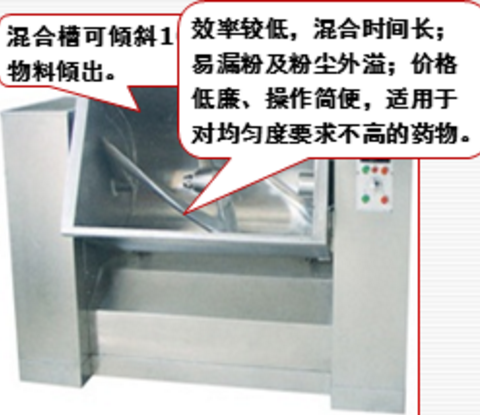 混合槽可倾斜1
物料倾出。
效率较低，混合时间长；
易漏粉及粉尘外溢；价格
低廉、操作简便，适用于
对均匀度要求不高的药物。